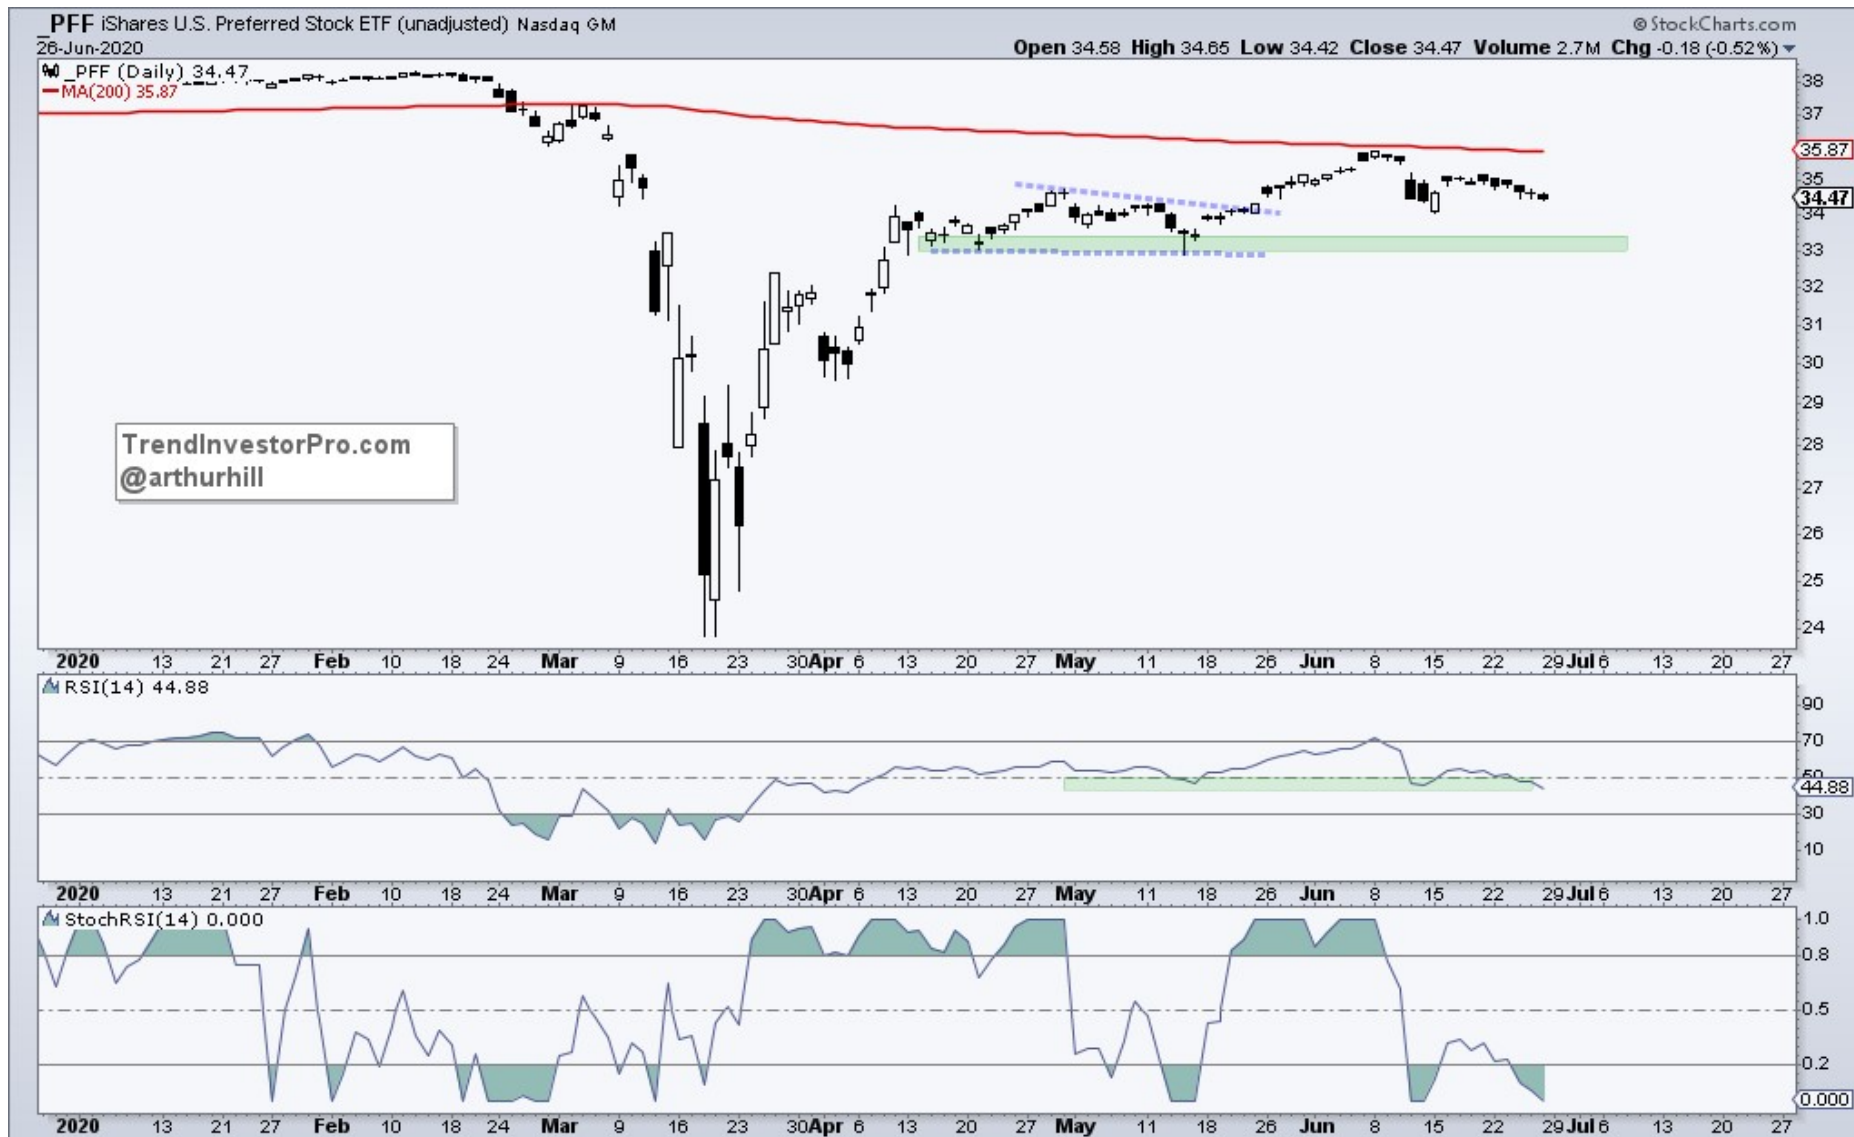 _PFF iShares U.S. Preferred Stock ETF (unadjusted) Nasdaq GM
© StockCharts.com
26-Jun-2020
Open 34.58 High 34.65 Low 34.42 Close 34.47 Volume 2.7M Chg -0.18 (-0.52%)
_PFF (Daily) 34.47
MA(200) 35.87
38
37
35.87
35
34.47
34
33
32
31
30
29
28
27
26
25
24
TrendInvestorPro.com
@arthurhill
2020 13 21 27 Feb 10 18 24 Mar 9 16 23 30 Apr 6 13 20 27 May 11 18 26 Jun 8 15 22 29 Jul 6 13 20 27
RSI(14) 44.88
90
70
50
44.88
30
10
2020 13 21 27 Feb 10 18 24 Mar 9 16 23 30 Apr 6 13 20 27 May 11 18 26 Jun 8 15 22 29 Jul 6 13 20 27
StochRSI(14) 0.000
1.0
0.8
0.5
0.2
0.000
2020 13 21 27 Feb 10 18 24 Mar 9 16 23 30 Apr 6 13 20 27 May 11 18 26 Jun 8 15 22 29 Jul 6 13 20 27